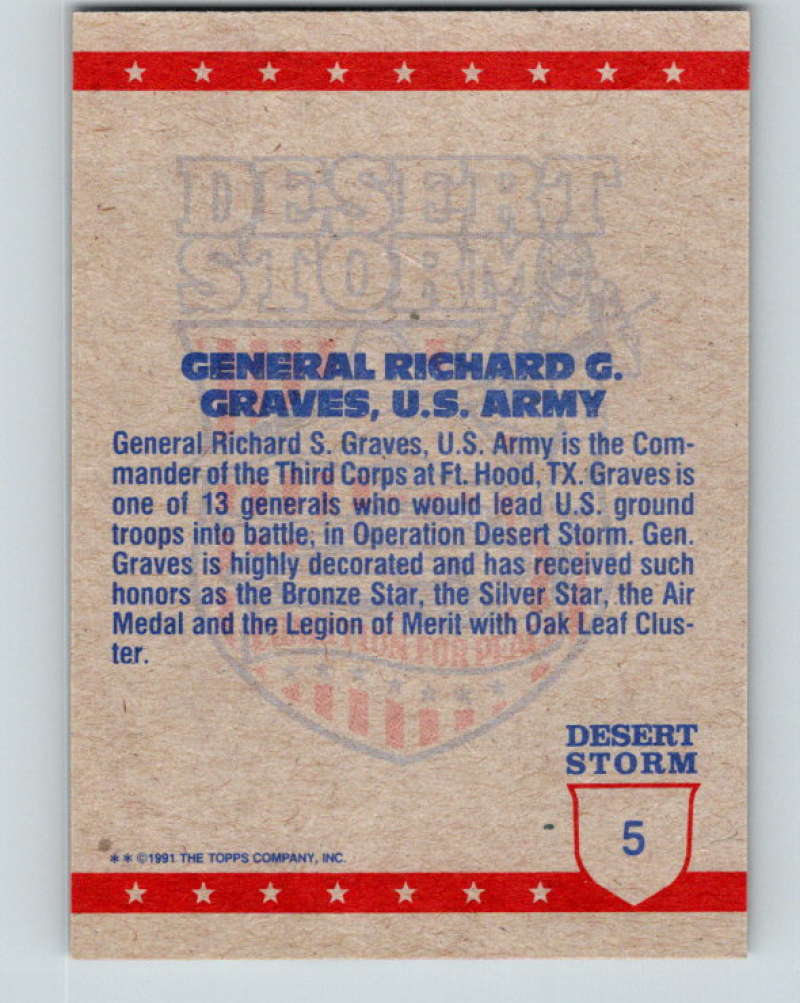 DESERT
STORM
GENERAL RICHARD G.
GRAVES, U.S. ARMY
General Richard S. Graves, U.S. Army is the Com-
mander of the Third Corps at Ft. Hood, TX. Graves is
one of 13 generals who would lead U.S. ground
troops into battle, in Operation Desert Storm. Gen.
Graves is highly decorated and has received such
honors as the Bronze Star, the Silver Star, the Air
Medal and the Legion of Merit with Oak Leaf Clus-
ter.
DESERT
STORM
5
** ©1991 THE TOPPS COMPANY, INC.